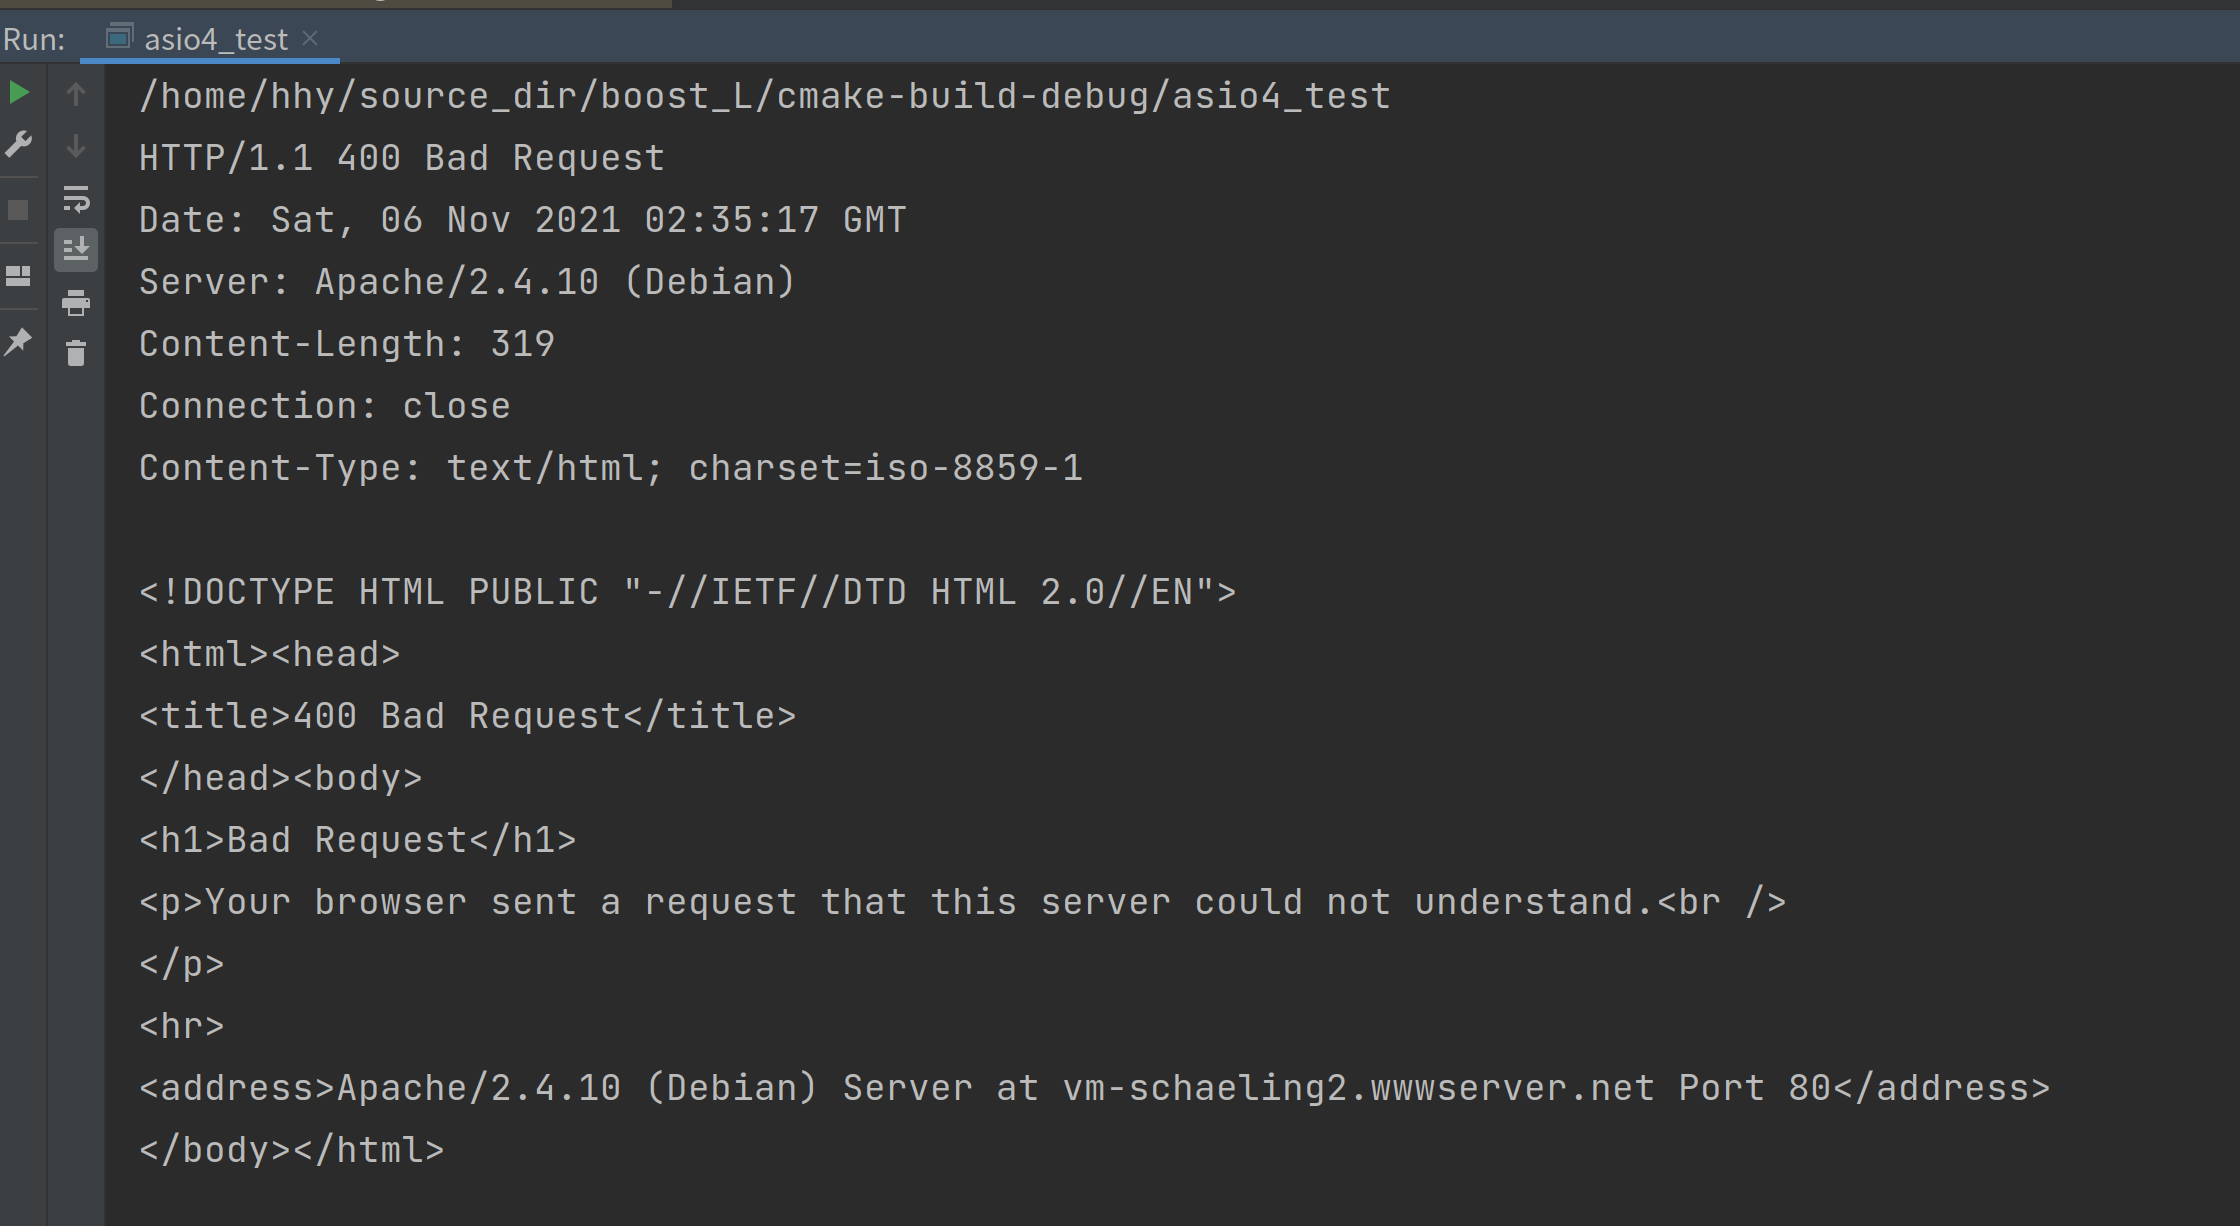 Run: asio4_test
/home/hhy/source_dir/boost_L/cmake-build-debug/asio4_test
HTTP/1.1 400 Bad Request
Date: Sat, 06 Nov 2021 02:35:17 GMT
Server: Apache/2.4.10 (Debian)
Content-Length: 319
Connection: close
Content-Type: text/html; charset=iso-8859-1

<!DOCTYPE HTML PUBLIC "-//IETF//DTD HTML 2.0//EN">
<html><head>
<title>400 Bad Request</title>
</head><body>
<h1>Bad Request</h1>
<p>Your browser sent a request that this server could not understand.<br />
</p>
<hr>
<address>Apache/2.4.10 (Debian) Server at vm-schaeling2.wwwserver.net Port 80</address>
</body></html>